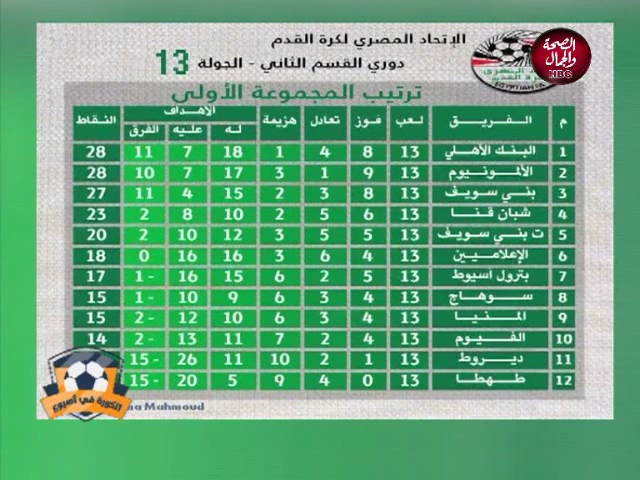 الإتحاد المصري لكرة القدم
دوري القسم الثاني - الجولة 13
الصحة والجمال
HBC
ترتيب المجموعة الأولى
م الفريق لعب فوز تعادل هزيمة الأهداف النقاط
له عليه الفرق
1 البنك الأهلي 13 8 4 1 18 7 11 28
2 الألمونيوم 13 9 1 3 17 7 10 28
3 بني سويف 13 8 3 2 15 4 11 27
4 شبان قنا 13 6 5 2 10 8 2 23
5 ت بني سويف 13 5 5 3 12 10 2 20
6 الإعلاميين 13 4 6 3 16 16 0 18
7 بترول أسيوط 13 5 2 6 15 16 1- 17
8 سوهاج 13 4 3 6 9 10 1- 15
9 المنيا 13 4 3 6 10 12 2- 15
10 الفيوم 13 4 2 7 11 13 2- 14
11 ديروط 13 1 2 10 11 26 15-
12 طهطا 13 0 4 9 5 20 15-
الكورة في أسبوع
Mahmoud